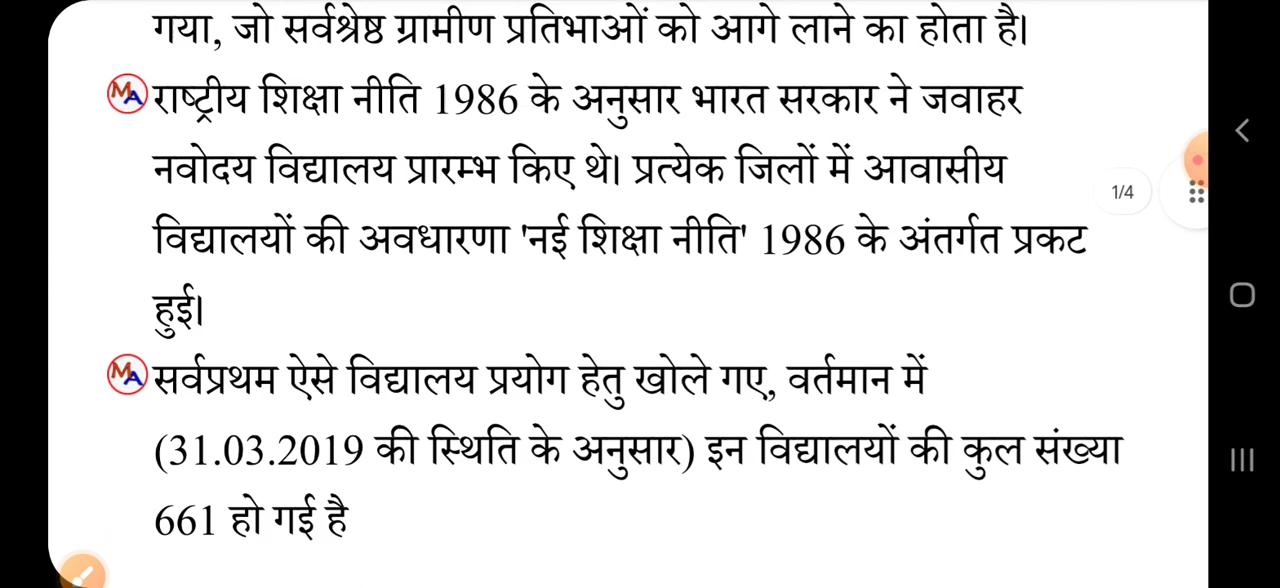 गया, जो सर्वश्रेष्ठ ग्रामीण प्रतिभाओं को आगे लाने का होता है।
MA राष्ट्रीय शिक्षा नीति 1986 के अनुसार भारत सरकार ने जवाहर
नवोदय विद्यालय प्रारम्भ किए थे। प्रत्येक जिलों में आवासीय
1/4
विद्यालयों की अवधारणा 'नई शिक्षा नीति' 1986 के अंतर्गत प्रकट
हुई।
MA सर्वप्रथम ऐसे विद्यालय प्रयोग हेतु खोले गए, वर्तमान में
(31.03.2019 की स्थिति के अनुसार) इन विद्यालयों की कुल संख्या
661 हो गई है